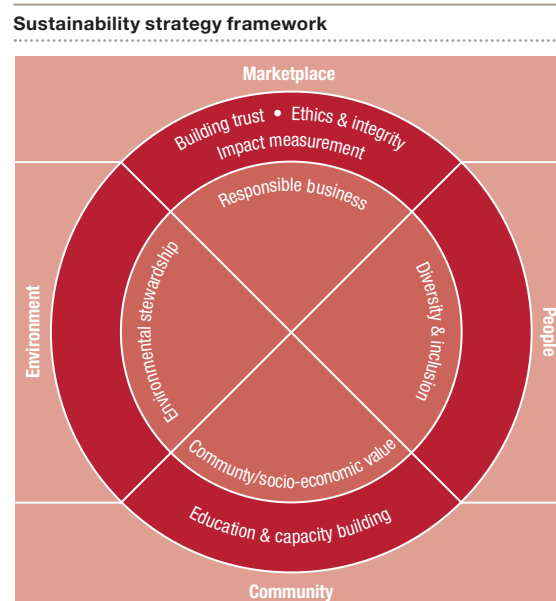 Sustainability strategy framework
Marketplace
Building trust • Ethics & integrity
Impact measurement
Responsible business
Environment
Environmental stewardship
Diversity & inclusion
People
Communty/socio-economic value
Education & capacity building
Community